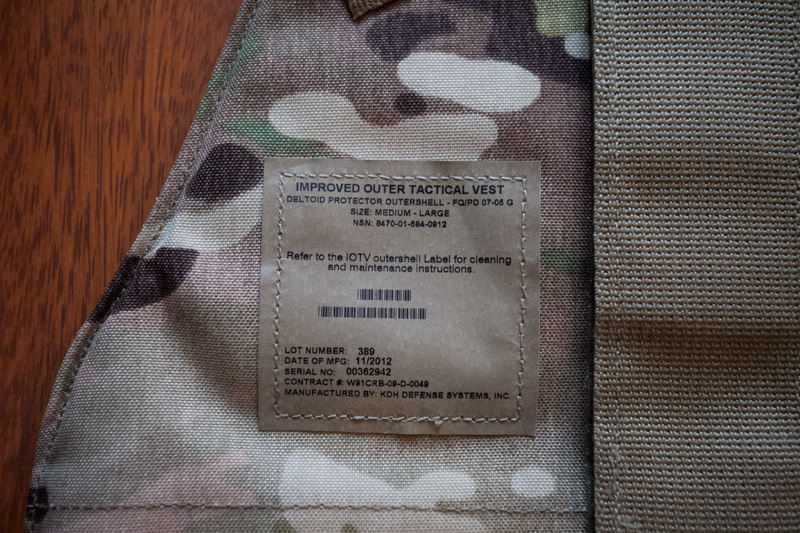 IMPROVED OUTER TACTICAL VEST
DELTOID PROTECTOR OUTERSHELL - FQ/PD 07-05 G
SIZE: MEDIUM - LARGE
NSN: 8470-01-584-0912
Refer to the IOTV outershell Label for cleaning
and maintenance instructions.
LOT NUMBER: 389
DATE OF MFG: 11/2012
SERIAL NO: 00362942
CONTRACT #: W91CRB-09-D-0049
MANUFACTURED BY: KDH DEFENSE SYSTEMS, INC.